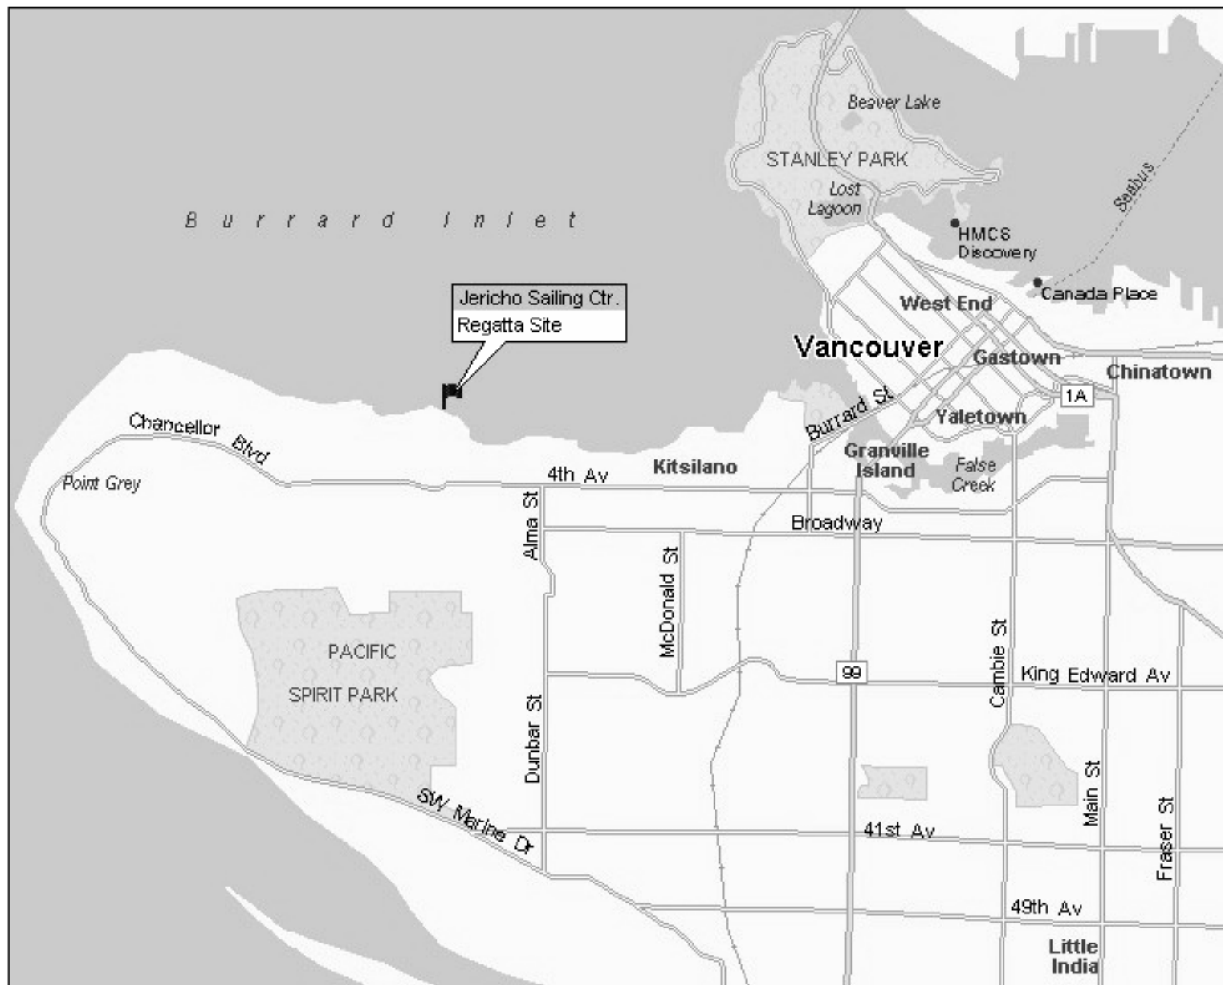 Beaver Lake
STANLEY PARK
Lost
Lagoon
Seabus
Burrard Inlet
HMCS
Discovery
Jericho Sailing Ctr.
Regatta Site
Canada Place
West End
Vancouver
Gastown
Chinatown
1A
Burrard St
Yaletown
Chancellor Blvd
Granville
Island
False
Creek
Point Grey
Kitsilano
4th Av
Alma St
Broadway
McDonald St
PACIFIC
SPIRIT PARK
99
Cambie St
King Edward Av
Dunbar St
SW Marine Dr
Main St
Fraser St
41st Av
49th Av
Little
India